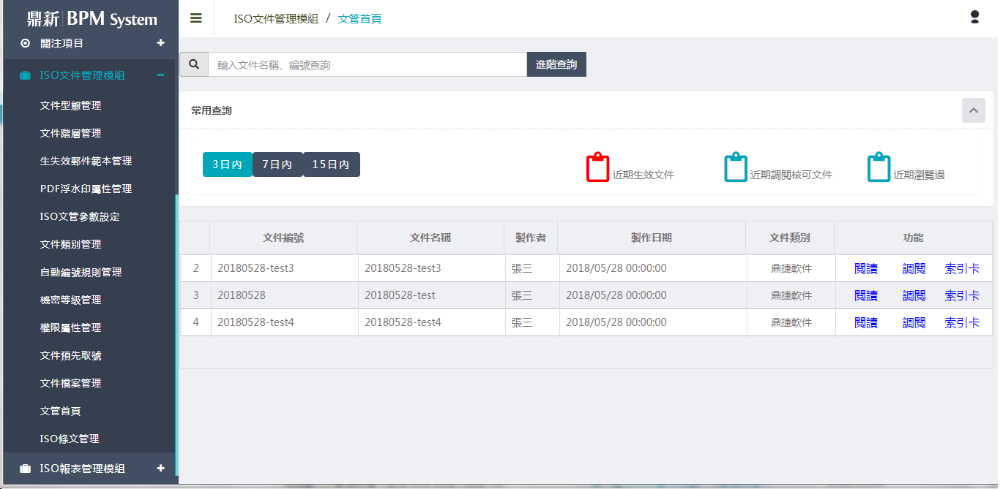 鼎新 BPM System
關注項目
ISO文件管理模組
文件型態管理
文件階層管理
生失效郵件範本管理
PDF浮水印屬性管理
ISO文管參數設定
文件類別管理
自動編號規則管理
機密等級管理
權限屬性管理
文件預先取號
文件檔案管理
文管首頁
ISO條文管理
ISO報表管理模組
ISO文件管理模組 / 文管首頁
輸入文件名稱、編號查詢 進階查詢
常用查詢
3日內 7日內 15日內 近期生效文件 近期調閱核可文件 近期瀏覽過
文件編號 文件名稱 製作者 製作日期 文件類別 功能
2 20180528-test3 20180528-test3 張三 2018/05/28 00:00:00 鼎捷軟件 閱讀 調閱 索引卡
3 20180528 20180528-test 張三 2018/05/28 00:00:00 鼎捷軟件 閱讀 調閱 索引卡
4 20180528-test4 20180528-test4 張三 2018/05/28 00:00:00 鼎捷軟件 閱讀 調閱 索引卡